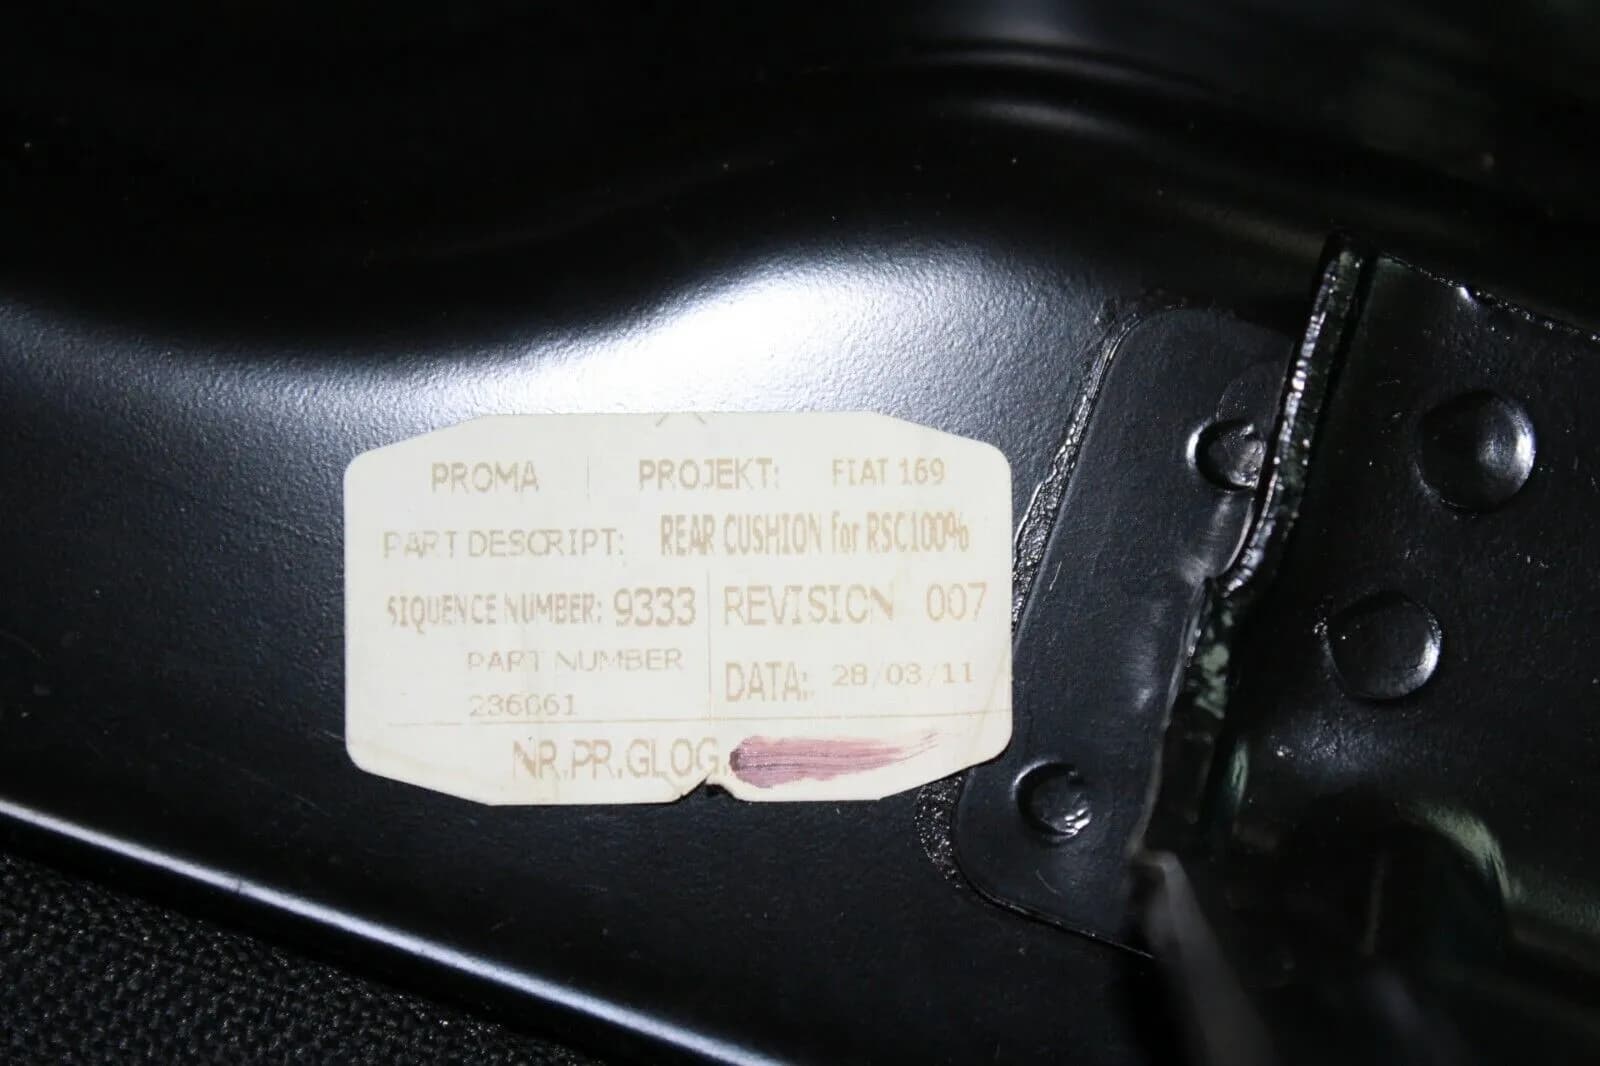 PROMA PROJEKT: FIAT 169
PART DESCRIPT: REAR CUSHION for RSC100%
SIQUENCE NUMBER: 9333 REVISION 007
PART NUMBER DATA: 28/03/11
236661
NR.PR.GLOG.